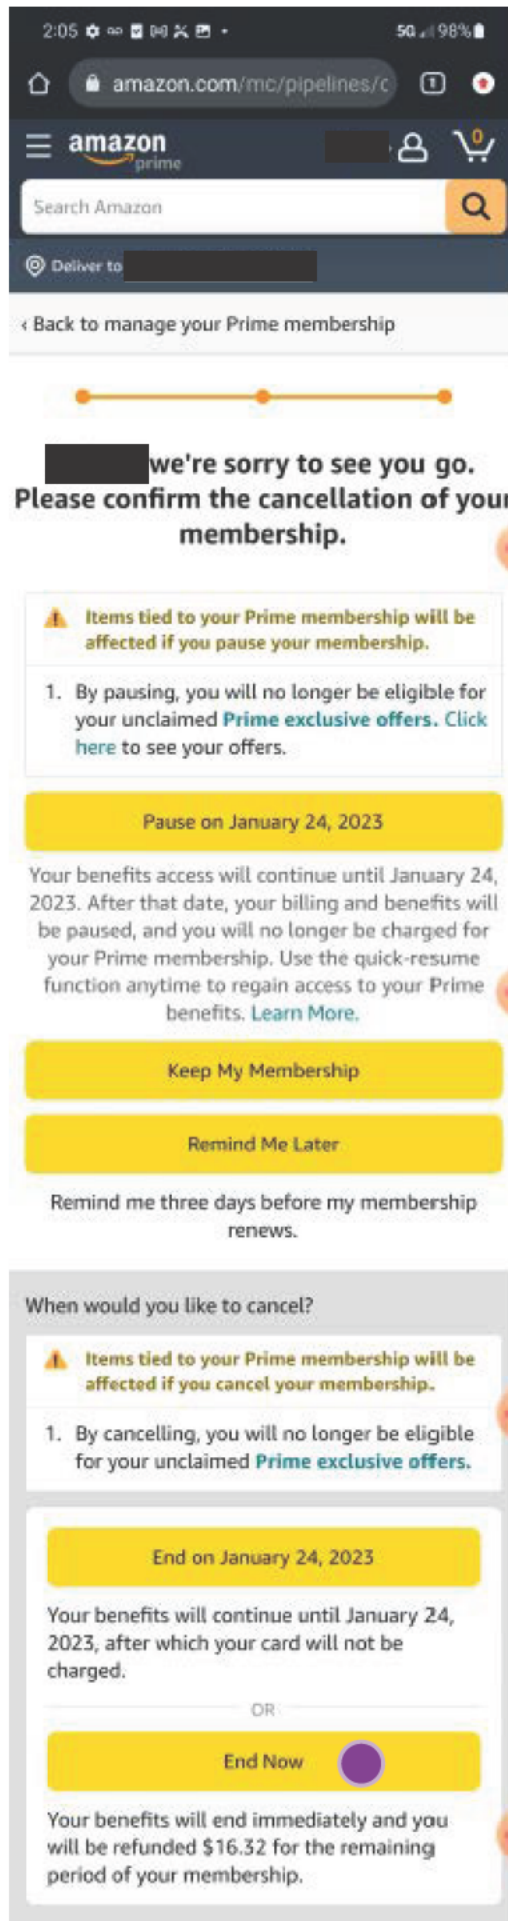 2:05
5G 98%
amazon.com/mc/pipelines/c
1
amazon
prime
0
Search Amazon
Deliver to
‹ Back to manage your Prime membership
we're sorry to see you go.
Please confirm the cancellation of your
membership.
Items tied to your Prime membership will be
affected if you pause your membership.
1. By pausing, you will no longer be eligible for
your unclaimed Prime exclusive offers. Click
here to see your offers.
Pause on January 24, 2023
Your benefits access will continue until January 24,
2023. After that date, your billing and benefits will
be paused, and you will no longer be charged for
your Prime membership. Use the quick-resume
function anytime to regain access to your Prime
benefits. Learn More.
Keep My Membership
Remind Me Later
Remind me three days before my membership
renews.
When would you like to cancel?
Items tied to your Prime membership will be
affected if you cancel your membership.
1. By cancelling, you will no longer be eligible
for your unclaimed Prime exclusive offers.
End on January 24, 2023
Your benefits will continue until January 24,
2023, after which your card will not be
charged.
OR
End Now
Your benefits will end immediately and you
will be refunded $16.32 for the remaining
period of your membership.